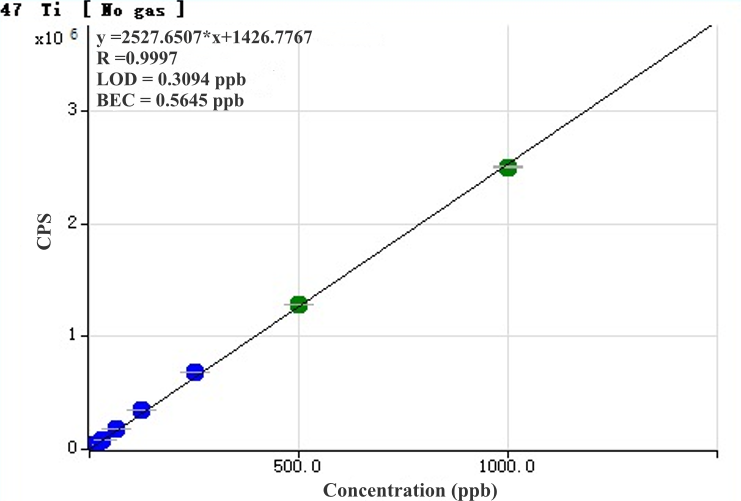 47 Ti [ No gas ]
x10 6
y =2527.6507*x+1426.7767
R =0.9997
LOD = 0.3094 ppb
BEC = 0.5645 ppb
3
2
CPS
1
0
500.0 1000.0
Concentration (ppb)